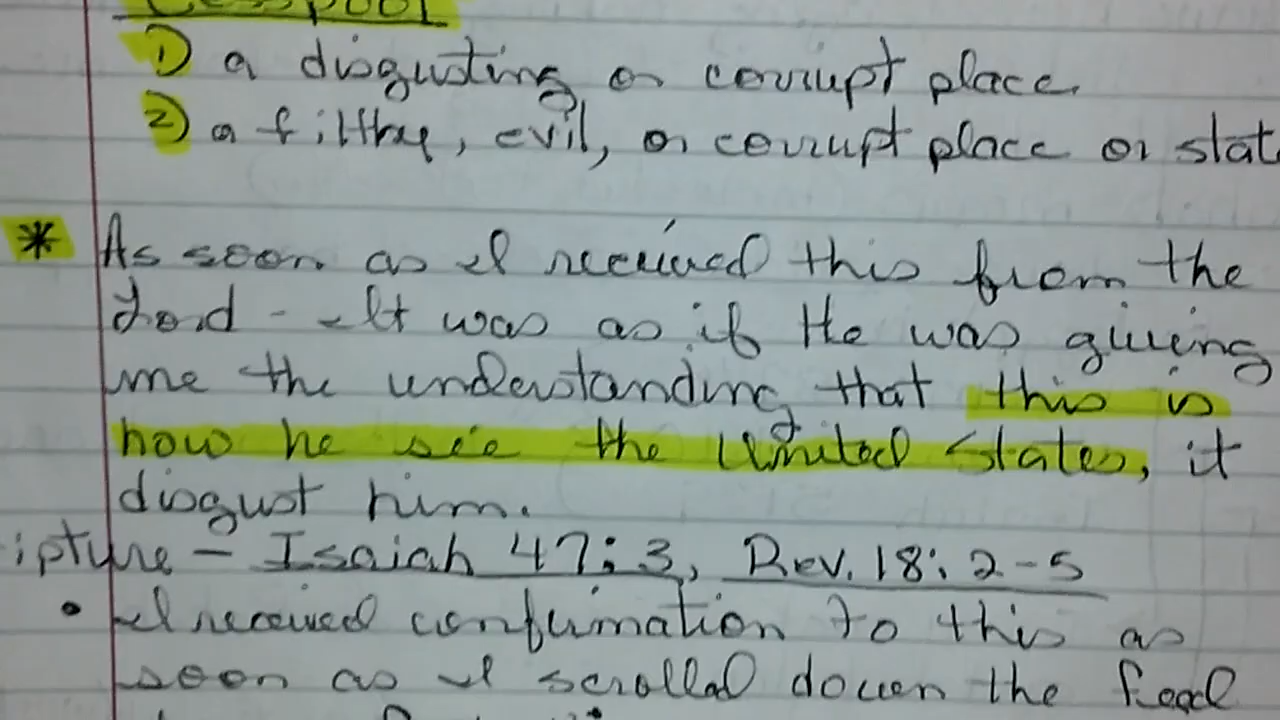 Cesspool
1) a disgusting or corrupt place.
2) a filthy, evil, or corrupt place or stat
* As soon as I received this from the
Lord - It was as if He was giving
me the understanding that this is
how he see the United States, it
disgust him.
ipture - Isaiah 47:3, Rev. 18:2-5
• I received confirmation to this as
soon as I scrolled down the feed